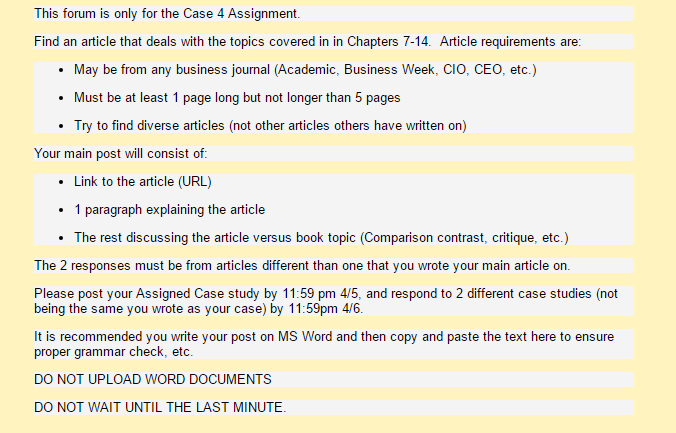 This forum is only for the Case 4 Assignment.
Find an article that deals with the topics covered in in Chapters 7-14.  Article requirements are:
• May be from any business journal (Academic, Business Week, CIO, CEO, etc.)
• Must be at least 1 page long but not longer than 5 pages
• Try to find diverse articles (not other articles others have written on)
Your main post will consist of:
• Link to the article (URL)
• 1 paragraph explaining the article
• The rest discussing the article versus book topic (Comparison contrast, critique, etc.)
The 2 responses must be from articles different than one that you wrote your main article on.
Please post your Assigned Case study by 11:59 pm 4/5, and respond to 2 different case studies (not
being the same you wrote as your case) by 11:59pm 4/6.
It is recommended you write your post on MS Word and then copy and paste the text here to ensure
proper grammar check, etc.
DO NOT UPLOAD WORD DOCUMENTS
DO NOT WAIT UNTIL THE LAST MINUTE.